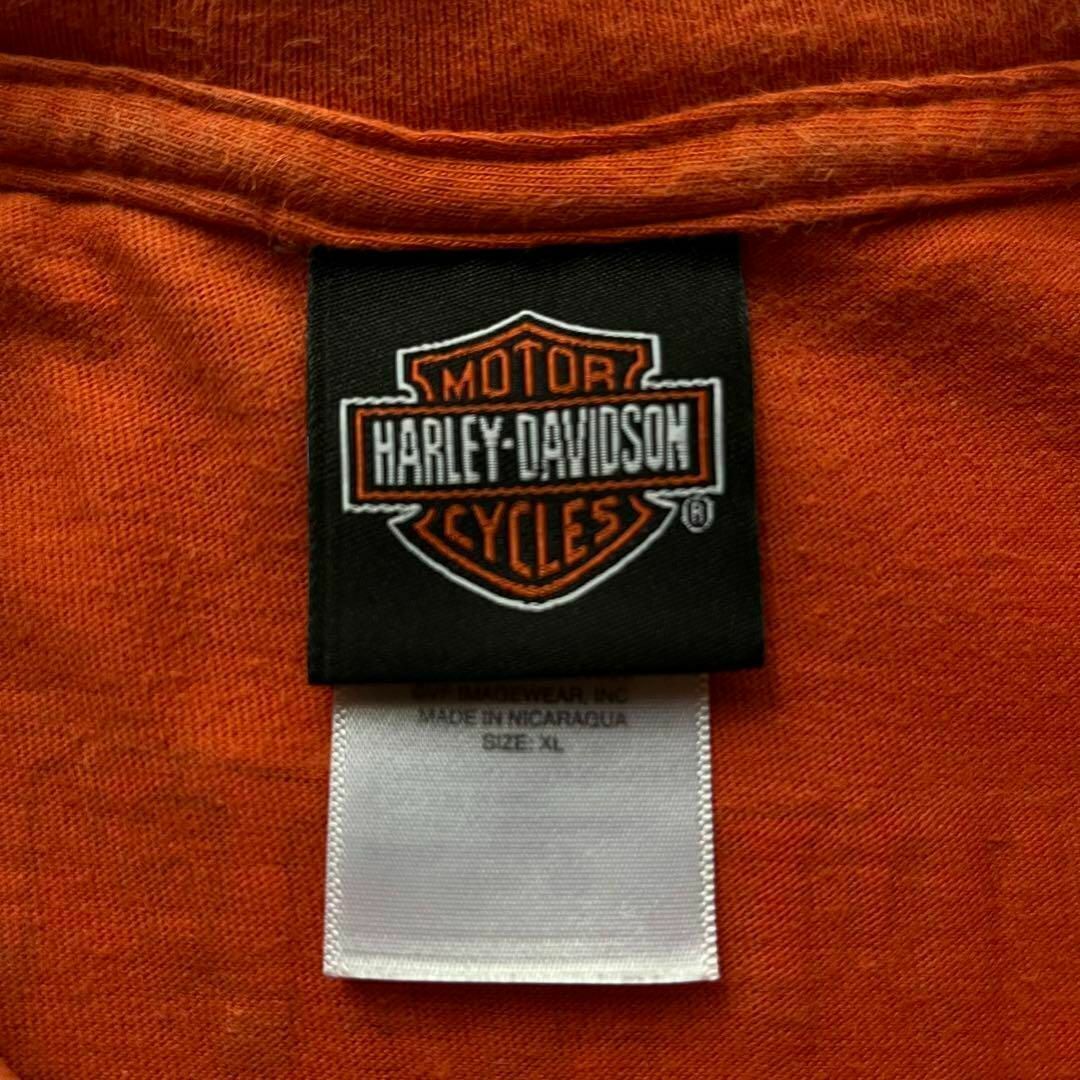 MOTOR
HARLEY-DAVIDSON
CYCLES
®
IMAGEWEAR, INC
MADE IN NICARAGUA
SIZE: XL